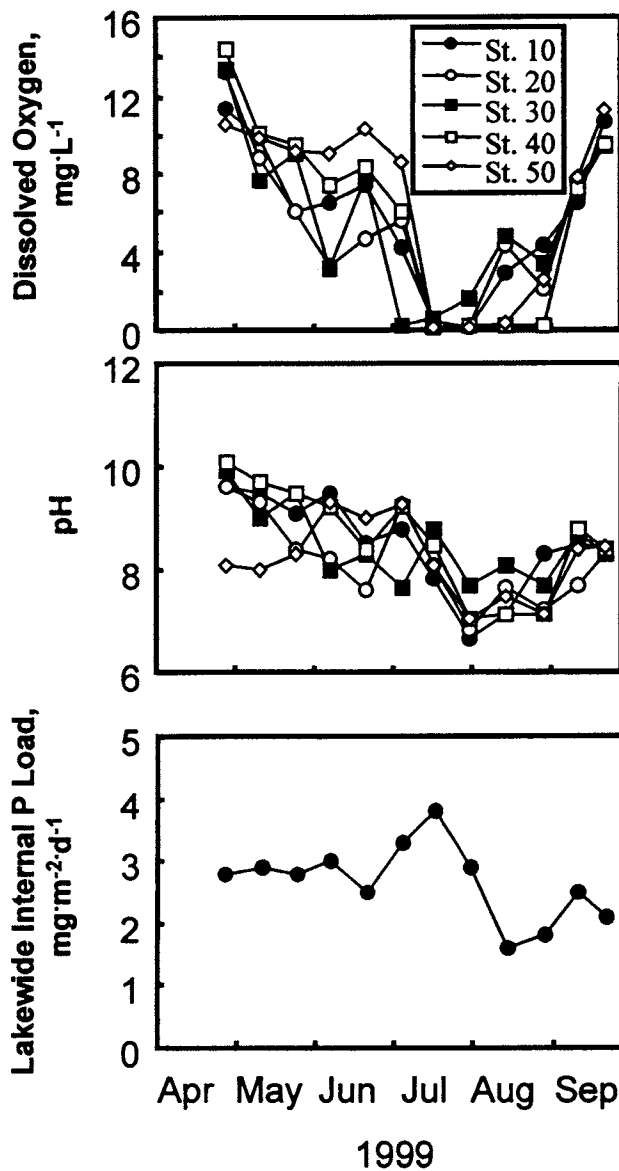 Dissolved Oxygen,
mg·L-1
16
12
8
4
0
St. 10
St. 20
St. 30
St. 40
St. 50
pH
12
10
8
6
Lakewide Internal P Load,
mg·m-2·d-1
5
4
3
2
1
0
Apr May Jun Jul Aug Sep
1999